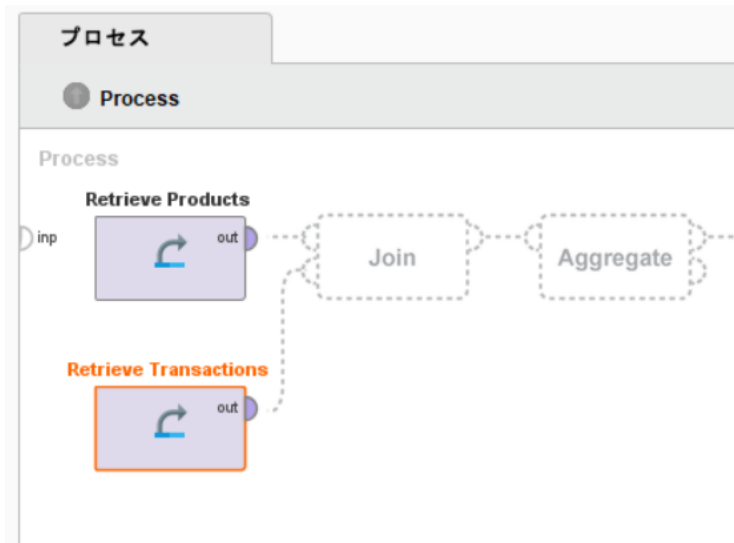 プロセス
Process
Process
Retrieve Products
inp
out
Join
Aggregate
Retrieve Transactions
out